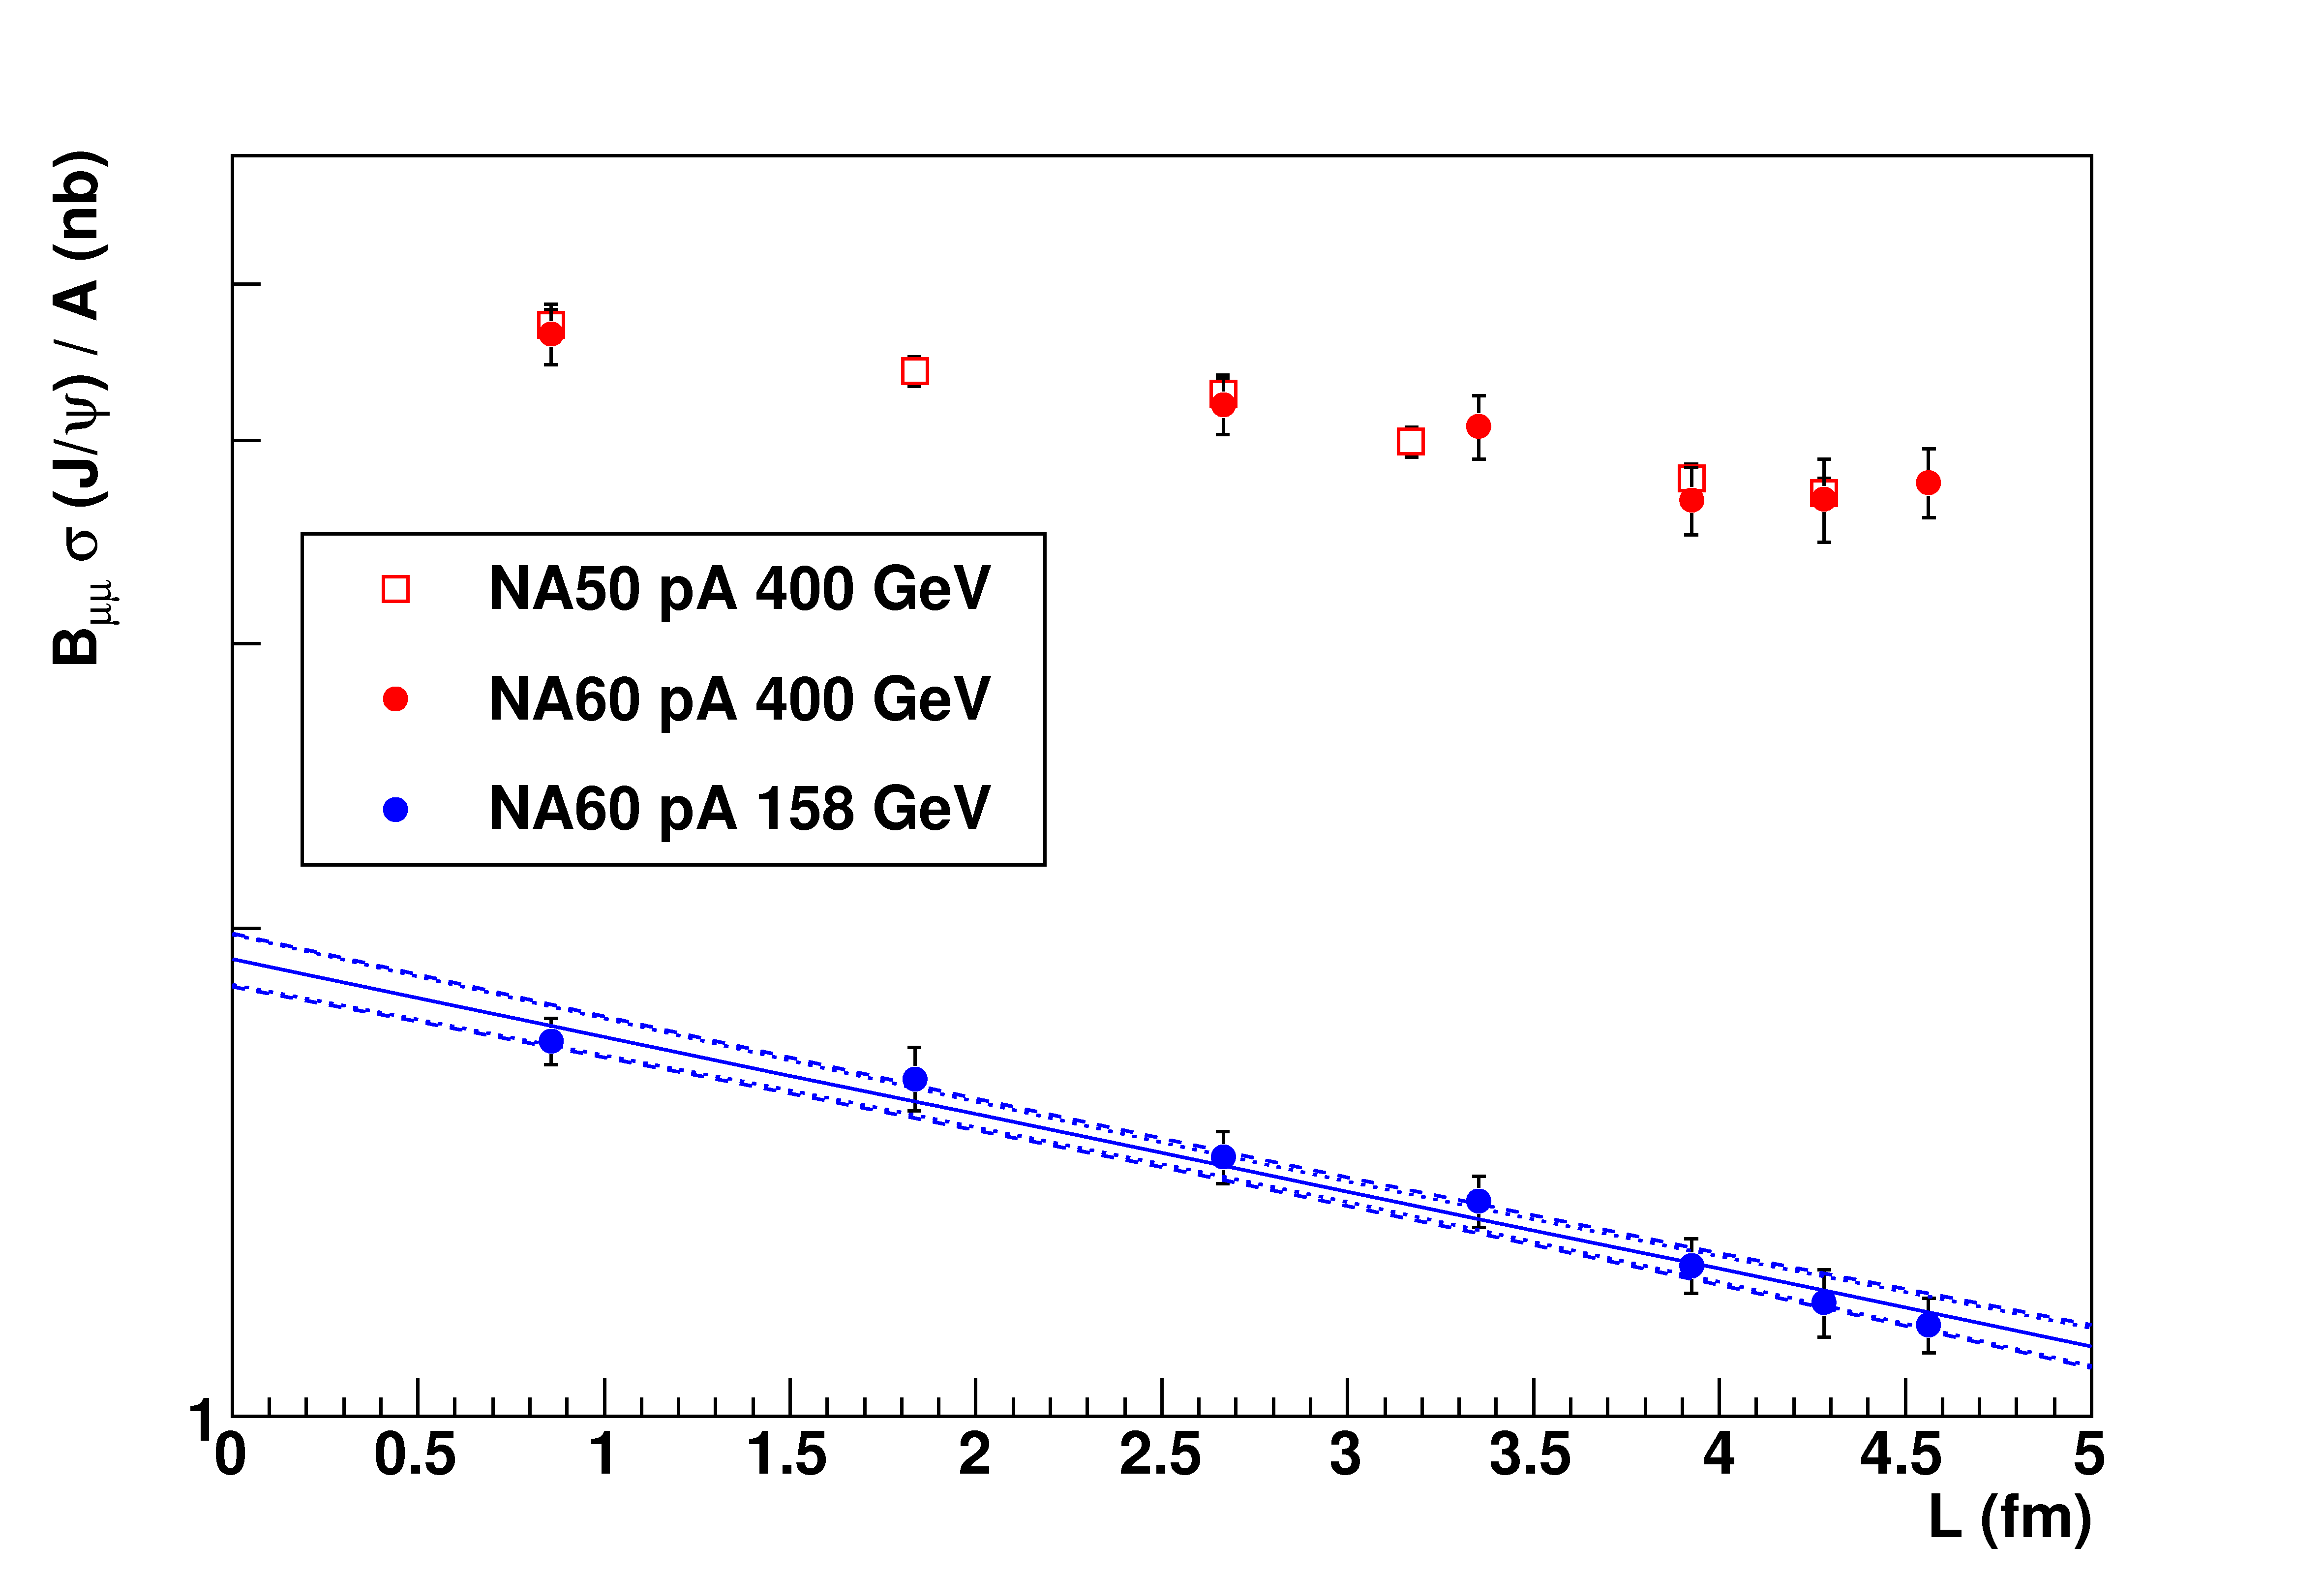 B μμ σ (J/ψ) / A (nb)
NA50 pA 400 GeV
NA60 pA 400 GeV
NA60 pA 158 GeV
1
0 0.5 1 1.5 2 2.5 3 3.5 4 4.5 5
L (fm)